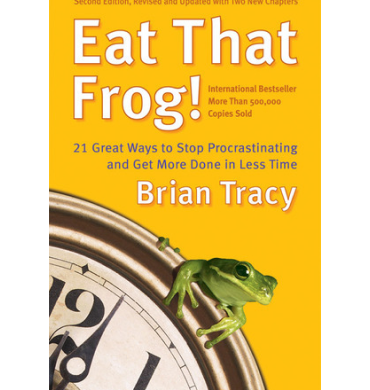 Second Edition, Revised and Updated with Two New Chapters
Eat That
Frog!
International Bestseller
More Than 500,000
Copies Sold
21 Great Ways to Stop Procrastinating
and Get More Done in Less Time
Brian Tracy
12